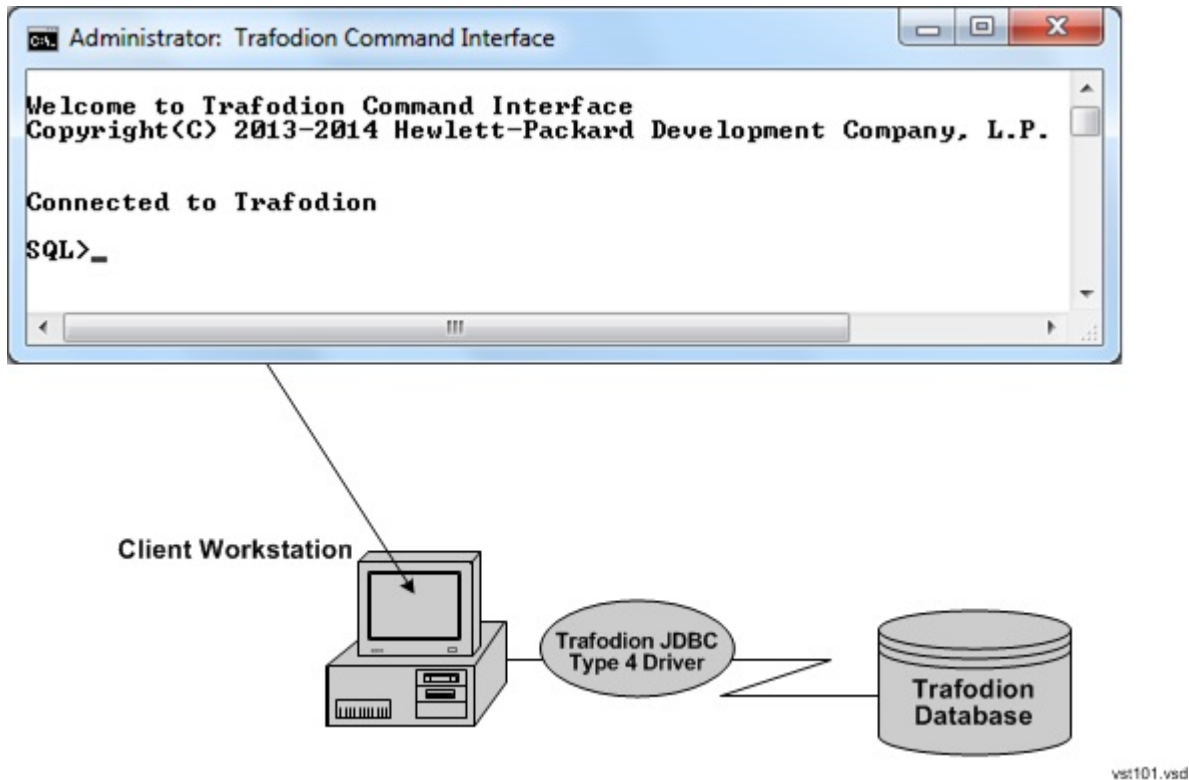 Administrator: Trafodion Command Interface
Welcome to Trafodion Command Interface
Copyright(C) 2013-2014 Hewlett-Packard Development Company, L.P.
Connected to Trafodion
SQL>_
Client Workstation
Trafodion JDBC
Type 4 Driver
Trafodion
Database
vst101.vsd